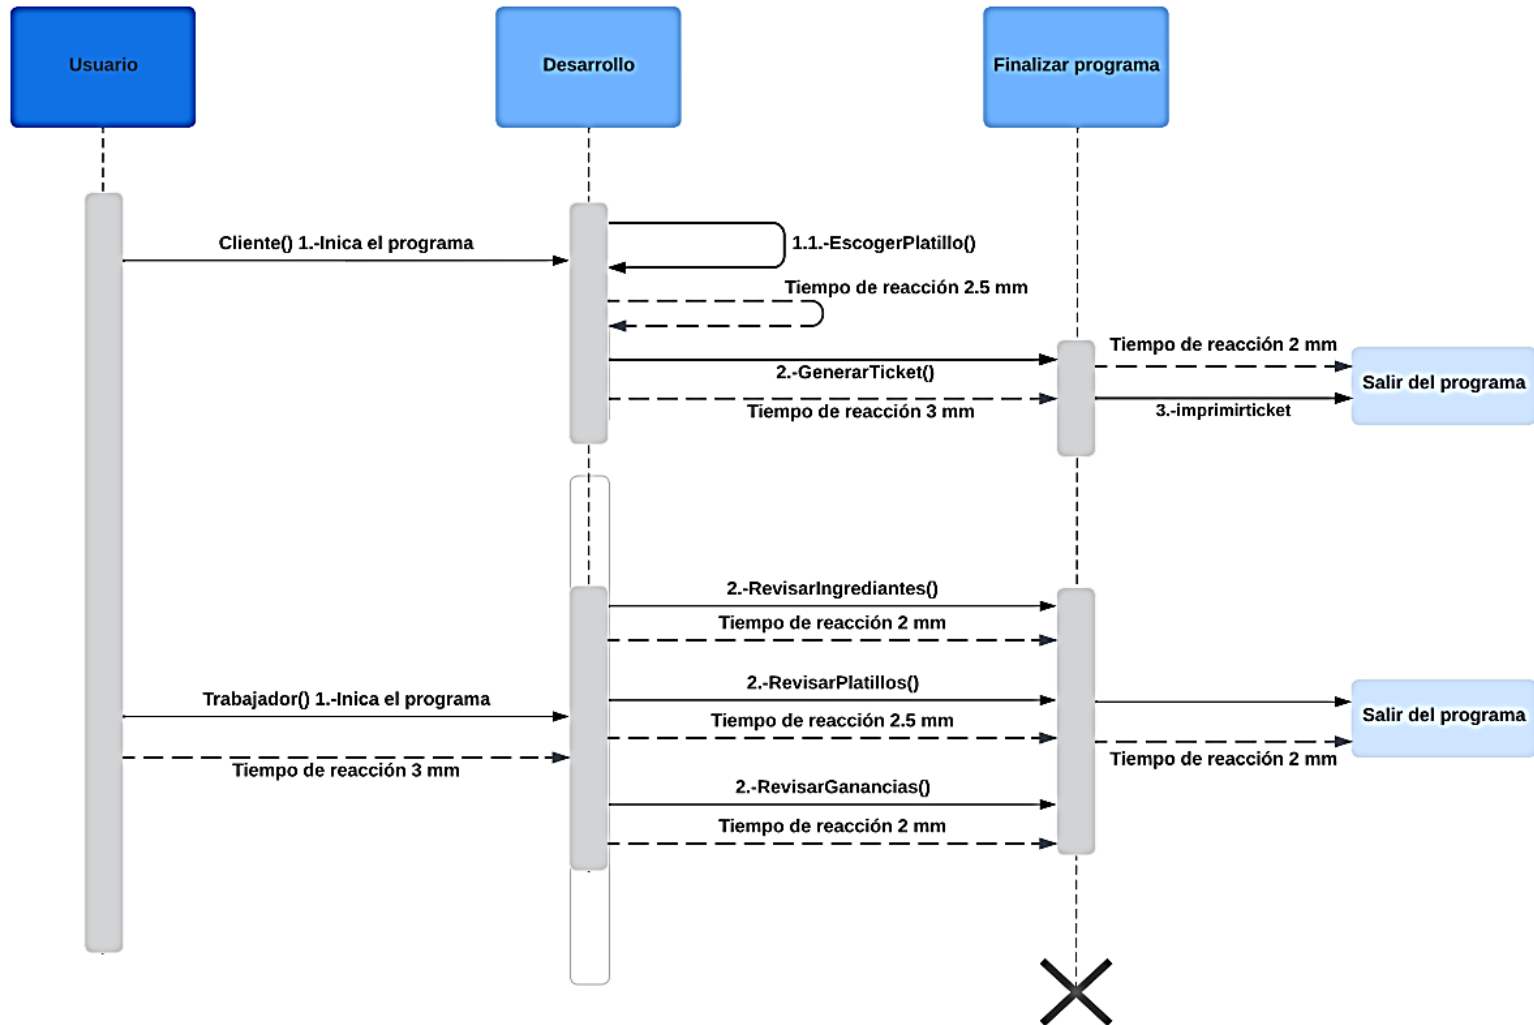 Usuario
Desarrollo
Finalizar programa
Cliente() 1.-Inica el programa
1.1.-EscogerPlatillo()
Tiempo de reacción 2.5 mm
Tiempo de reacción 2 mm
2.-GenerarTicket()
Salir del programa
Tiempo de reacción 3 mm
3.-imprimirticket
2.-RevisarIngrediantes()
Tiempo de reacción 2 mm
2.-RevisarPlatillos()
Trabajador() 1.-Inica el programa
Tiempo de reacción 2.5 mm
Salir del programa
Tiempo de reacción 3 mm
Tiempo de reacción 2 mm
2.-RevisarGanancias()
Tiempo de reacción 2 mm